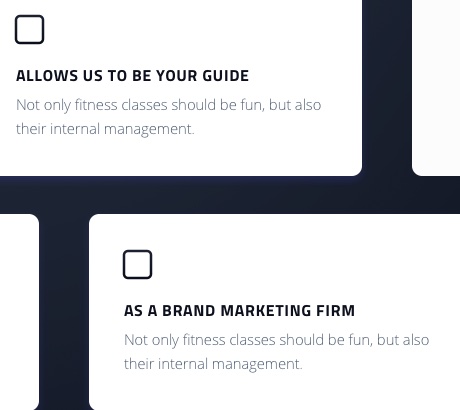 ALLOWS US TO BE YOUR GUIDE
Not only fitness classes should be fun, but also
their internal management.
AS A BRAND MARKETING FIRM
Not only fitness classes should be fun, but also
their internal management.